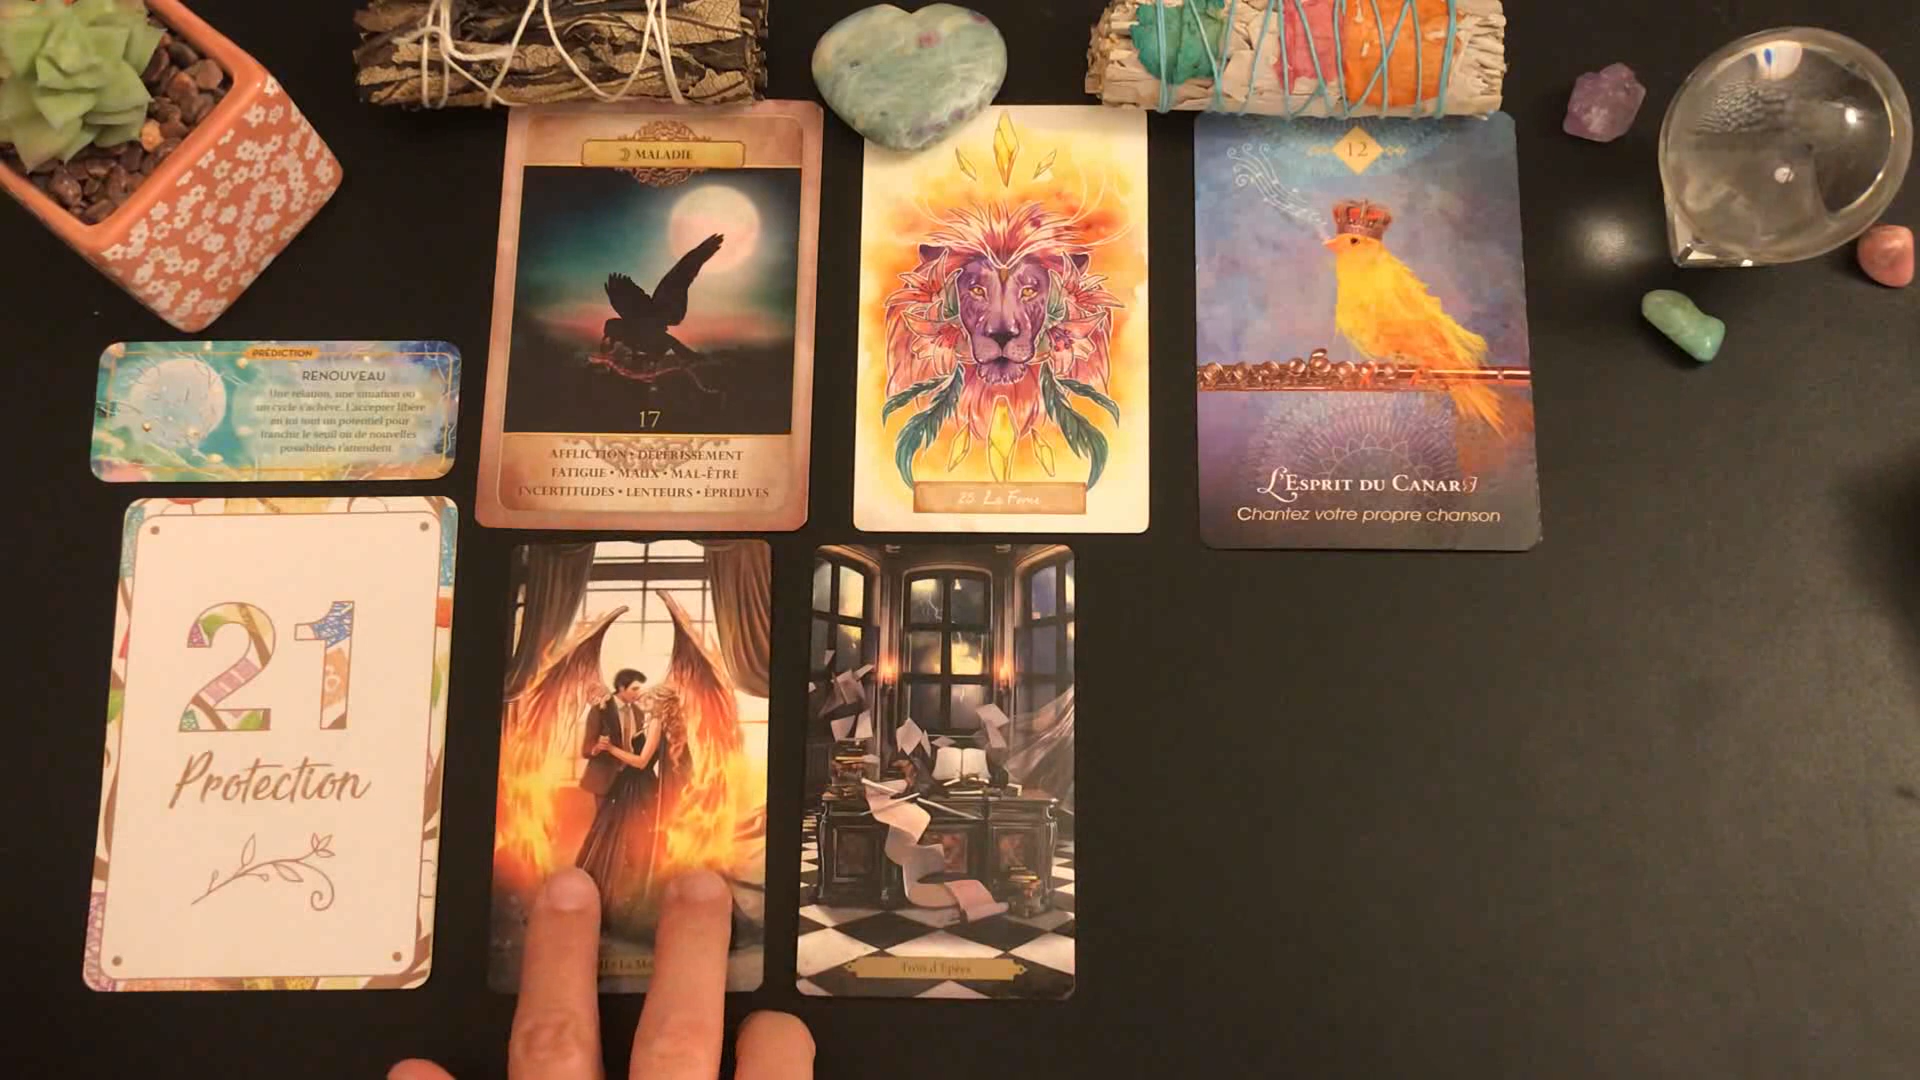 MALADIE
17
AFFLICTION • DÉPÉRISSEMENT
FATIGUE • MAUX • MAL-ÊTRE
INCERTITUDES • LENTEURS • ÉPREUVES
25. La Force
12
L'ESPRIT DU CANARI
Chantez votre propre chanson
PRÉDICTION
RENOUVEAU
Une relation, une situation ou
un cycle s'achève. L'accepter libère
en toi tout un potentiel pour
franchir le seuil où de nouvelles
possibilités t'attendent.
21
Protection
La
Trois d'Épées